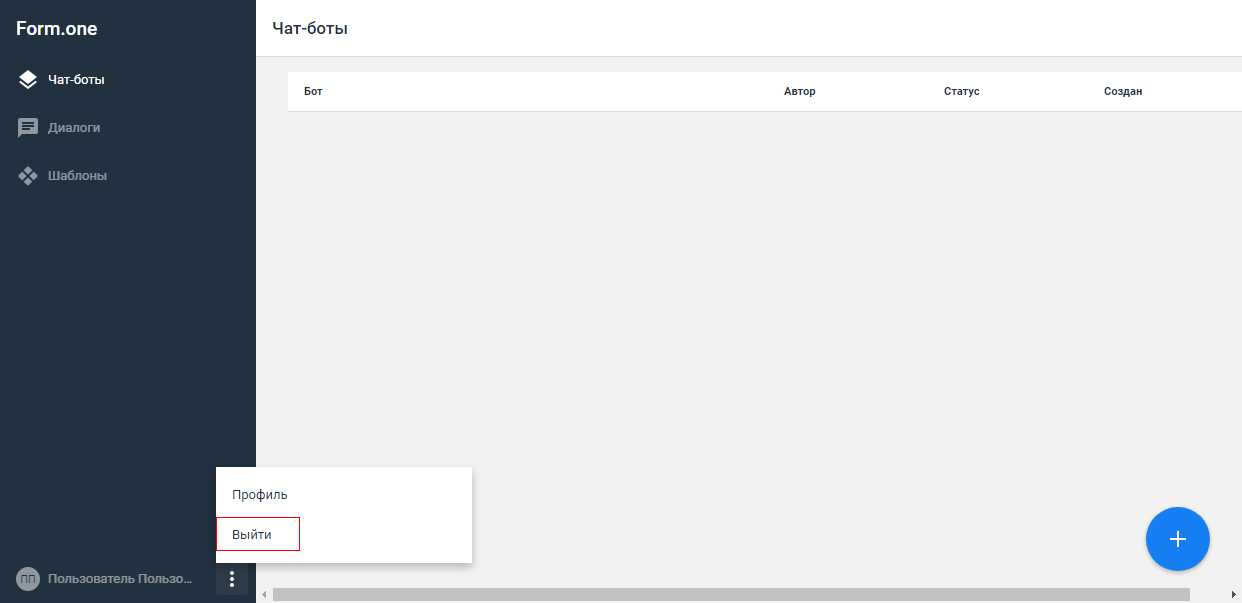 Form.one
Чат-боты
Диалоги
Шаблоны
Чат-боты
Бот Автор Статус Создан
Профиль
Выйти
ПП Пользователь Пользо...